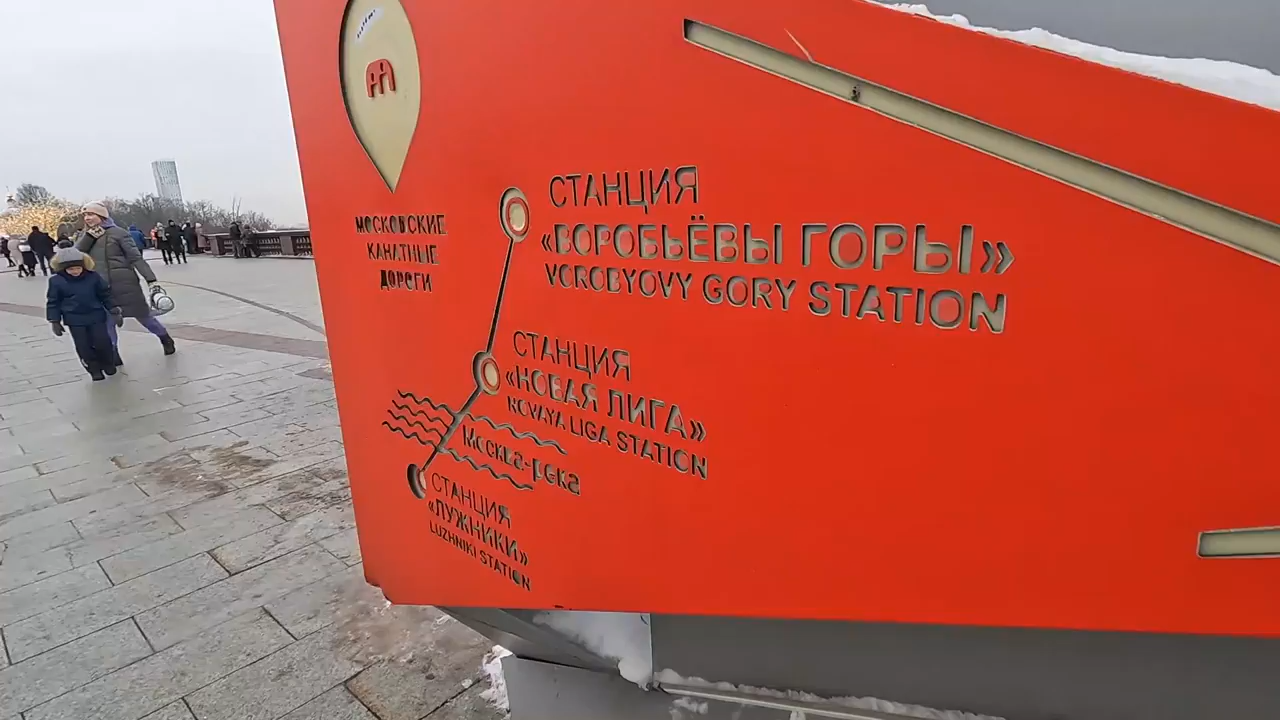 МОСКОВСКИЕ
КАНАТНЫЕ
ДОРОГИ
СТАНЦИЯ
«ВОРОБЬЁВЫ ГОРЫ»
VOROBYOVY GORY STATION
СТАНЦИЯ
«НОВАЯ ЛИГА»
NOVAYA LIGA STATION
Москва-река
СТАНЦИЯ
«ЛУЖНИКИ»
LUZHNIKI STATION